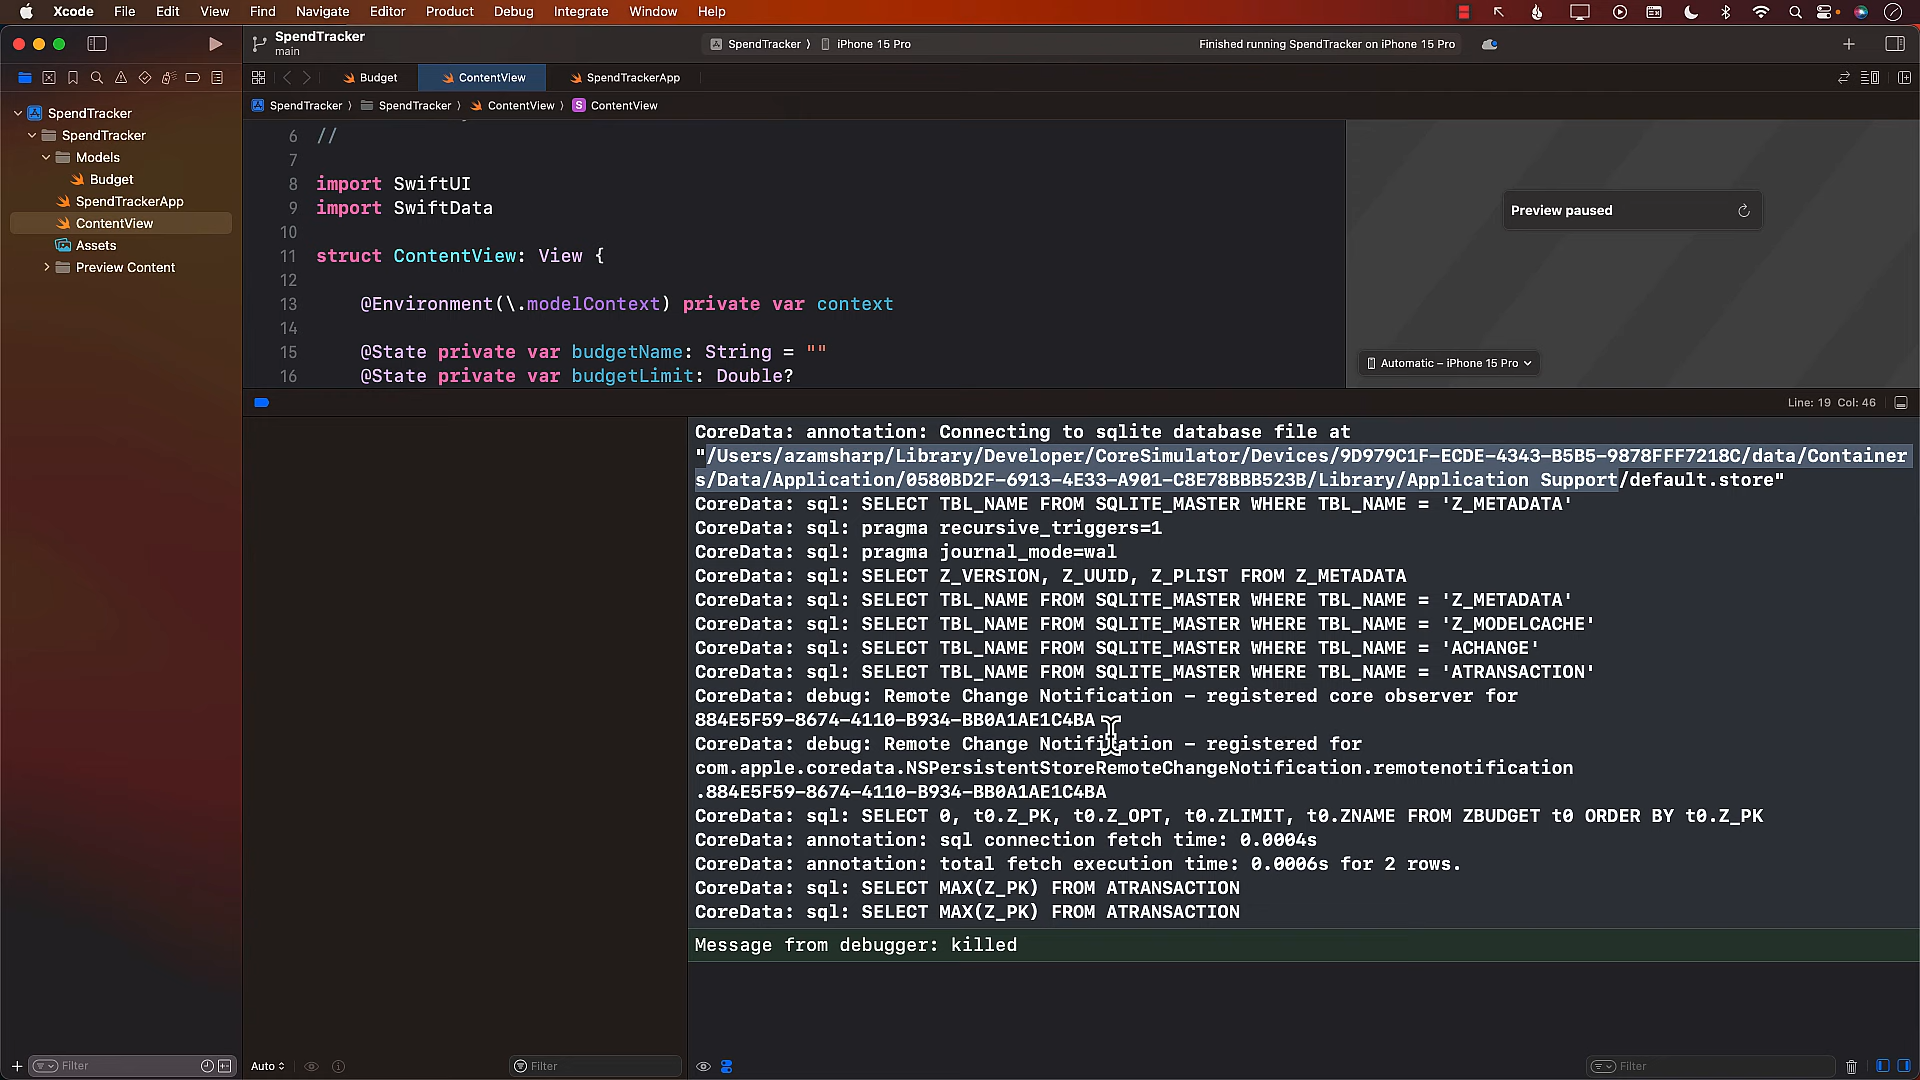 Xcode File Edit View Find Navigate Editor Product Debug Integrate Window Help
SpendTracker
main
SpendTracker ⟩ iPhone 15 Pro
Finished running SpendTracker on iPhone 15 Pro
Budget ContentView SpendTrackerApp
SpendTracker ⟩ SpendTracker ⟩ ContentView ⟩ S ContentView
SpendTracker
SpendTracker
Models
Budget
SpendTrackerApp
ContentView
Assets
Preview Content
6 //
7
8 import SwiftUI
9 import SwiftData
10
11 struct ContentView: View {
12
13 @Environment(\.modelContext) private var context
14
15 @State private var budgetName: String = ""
16 @State private var budgetLimit: Double?
Preview paused
Automatic – iPhone 15 Pro
Line: 19 Col: 46
CoreData: annotation: Connecting to sqlite database file at
"/Users/azamsharp/Library/Developer/CoreSimulator/Devices/9D979C1F-ECDE-4343-B5B5-9878FFF7218C/data/Container
s/Data/Application/0580BD2F-6913-4E33-A901-C8E78BBB523B/Library/Application Support/default.store"
CoreData: sql: SELECT TBL_NAME FROM SQLITE_MASTER WHERE TBL_NAME = 'Z_METADATA'
CoreData: sql: pragma recursive_triggers=1
CoreData: sql: pragma journal_mode=wal
CoreData: sql: SELECT Z_VERSION, Z_UUID, Z_PLIST FROM Z_METADATA
CoreData: sql: SELECT TBL_NAME FROM SQLITE_MASTER WHERE TBL_NAME = 'Z_METADATA'
CoreData: sql: SELECT TBL_NAME FROM SQLITE_MASTER WHERE TBL_NAME = 'Z_MODELCACHE'
CoreData: sql: SELECT TBL_NAME FROM SQLITE_MASTER WHERE TBL_NAME = 'ACHANGE'
CoreData: sql: SELECT TBL_NAME FROM SQLITE_MASTER WHERE TBL_NAME = 'ATRANSACTION'
CoreData: debug: Remote Change Notification - registered core observer for
884E5F59-8674-4110-B934-BB0A1AE1C4BA
CoreData: debug: Remote Change Notification - registered for
com.apple.coredata.NSPersistentStoreRemoteChangeNotification.remotenotification
.884E5F59-8674-4110-B934-BB0A1AE1C4BA
CoreData: sql: SELECT 0, t0.Z_PK, t0.Z_OPT, t0.ZLIMIT, t0.ZNAME FROM ZBUDGET t0 ORDER BY t0.Z_PK
CoreData: annotation: sql connection fetch time: 0.0004s
CoreData: annotation: total fetch execution time: 0.0006s for 2 rows.
CoreData: sql: SELECT MAX(Z_PK) FROM ATRANSACTION
CoreData: sql: SELECT MAX(Z_PK) FROM ATRANSACTION
Message from debugger: killed
Filter
Auto
Filter
Filter